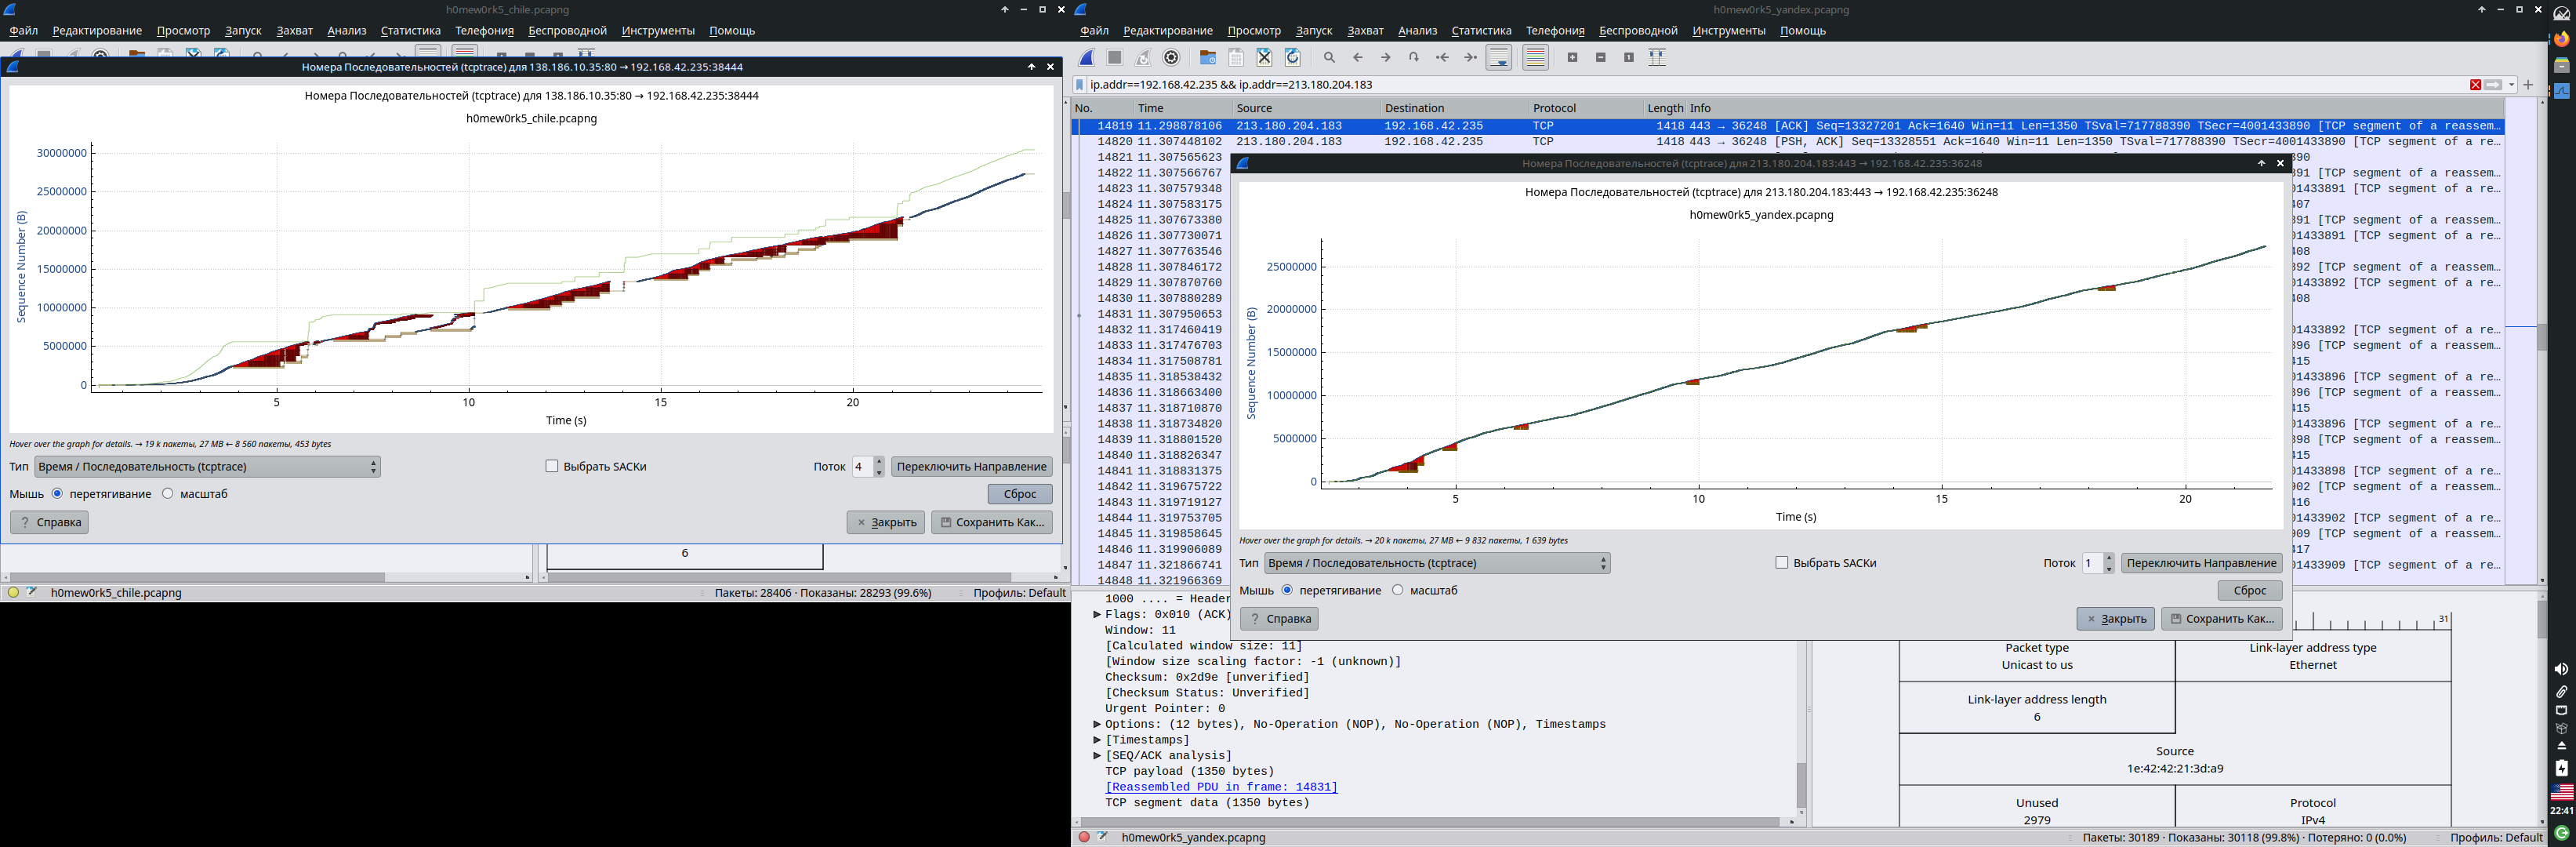 h0mew0rk5_chile.pcapng
Файл Редактирование Просмотр Запуск Захват Анализ Статистика Телефония Беспроводной Инструменты Помощь
Номера Последовательностей (tcptrace) для 138.186.10.35:80 → 192.168.42.235:38444
Номера Последовательностей (tcptrace) для 138.186.10.35:80 → 192.168.42.235:38444
h0mew0rk5_chile.pcapng
Sequence Number (B)
30000000
25000000
20000000
15000000
10000000
5000000
0
5 10 15 20
Time (s)
Hover over the graph for details. → 19 k пакеты, 27 MB ← 8 560 пакеты, 453 bytes
Тип Время / Последовательность (tcptrace) Выбрать SACКи Поток 4 Переключить Направление
Мышь перетягивание масштаб Сброс
Справка Закрыть Сохранить Как...
6
h0mew0rk5_chile.pcapng Пакеты: 28406 · Показаны: 28293 (99.6%) Профиль: Default
h0mew0rk5_yandex.pcapng
Файл Редактирование Просмотр Запуск Захват Анализ Статистика Телефония Беспроводной Инструменты Помощь
ip.addr==192.168.42.235 && ip.addr==213.180.204.183
No. Time Source Destination Protocol Length Info
14819 11.298878106 213.180.204.183 192.168.42.235 TCP 1418 443 → 36248 [ACK] Seq=13327201 Ack=1640 Win=11 Len=1350 TSval=717788390 TSecr=4001433890 [TCP segment of a reassem…
14820 11.307448102 213.180.204.183 192.168.42.235 TCP 1418 443 → 36248 [PSH, ACK] Seq=13328551 Ack=1640 Win=11 Len=1350 TSval=717788390 TSecr=4001433890 [TCP segment of a re…
14821 11.307565623 90
14822 11.307566767 91 [TCP segment of a reassem…
14823 11.307579348 01433891 [TCP segment of a re…
14824 11.307583175 407
14825 11.307673380 91 [TCP segment of a reassem…
14826 11.307730071 01433891 [TCP segment of a re…
14827 11.307763546 408
14828 11.307846172 92 [TCP segment of a reassem…
14829 11.307870760 01433892 [TCP segment of a re…
14830 11.307880289 408
14831 11.307950653
14832 11.317460419 01433892 [TCP segment of a re…
14833 11.317476703 96 [TCP segment of a reassem…
14834 11.317508781 415
14835 11.318538432 01433896 [TCP segment of a re…
14836 11.318663400 96 [TCP segment of a reassem…
14837 11.318710870 415
14838 11.318734820 01433896 [TCP segment of a re…
14839 11.318801520 98 [TCP segment of a reassem…
14840 11.318826347 415
14841 11.318831375 01433898 [TCP segment of a re…
14842 11.319675722 02 [TCP segment of a reassem…
14843 11.319719127 416
14844 11.319753705 01433902 [TCP segment of a re…
14845 11.319858645 09 [TCP segment of a reassem…
14846 11.319906089 417
14847 11.321866741 01433909 [TCP segment of a re…
14848 11.321966369
Номера Последовательностей (tcptrace) для 213.180.204.183:443 → 192.168.42.235:36248
Номера Последовательностей (tcptrace) для 213.180.204.183:443 → 192.168.42.235:36248
h0mew0rk5_yandex.pcapng
Sequence Number (B)
25000000
20000000
15000000
10000000
5000000
0
5 10 15 20
Time (s)
Hover over the graph for details. → 20 k пакеты, 27 MB ← 9 832 пакеты, 1 639 bytes
Тип Время / Последовательность (tcptrace) Выбрать SACКи Поток 1 Переключить Направление
Мышь перетягивание масштаб Сброс
Справка Закрыть Сохранить Как...
1000 .... = Header
Flags: 0x010 (ACK)
Window: 11
[Calculated window size: 11]
[Window size scaling factor: -1 (unknown)]
Checksum: 0x2d9e [unverified]
[Checksum Status: Unverified]
Urgent Pointer: 0
Options: (12 bytes), No-Operation (NOP), No-Operation (NOP), Timestamps
[Timestamps]
[SEQ/ACK analysis]
TCP payload (1350 bytes)
[Reassembled PDU in frame: 14831]
TCP segment data (1350 bytes)
31
Packet type
Unicast to us
Link-layer address type
Ethernet
Link-layer address length
6
Source
1e:42:42:21:3d:a9
Unused
2979
Protocol
IPv4
h0mew0rk5_yandex.pcapng Пакеты: 30189 · Показаны: 30118 (99.8%) · Потеряно: 0 (0.0%) Профиль: Default
22:41